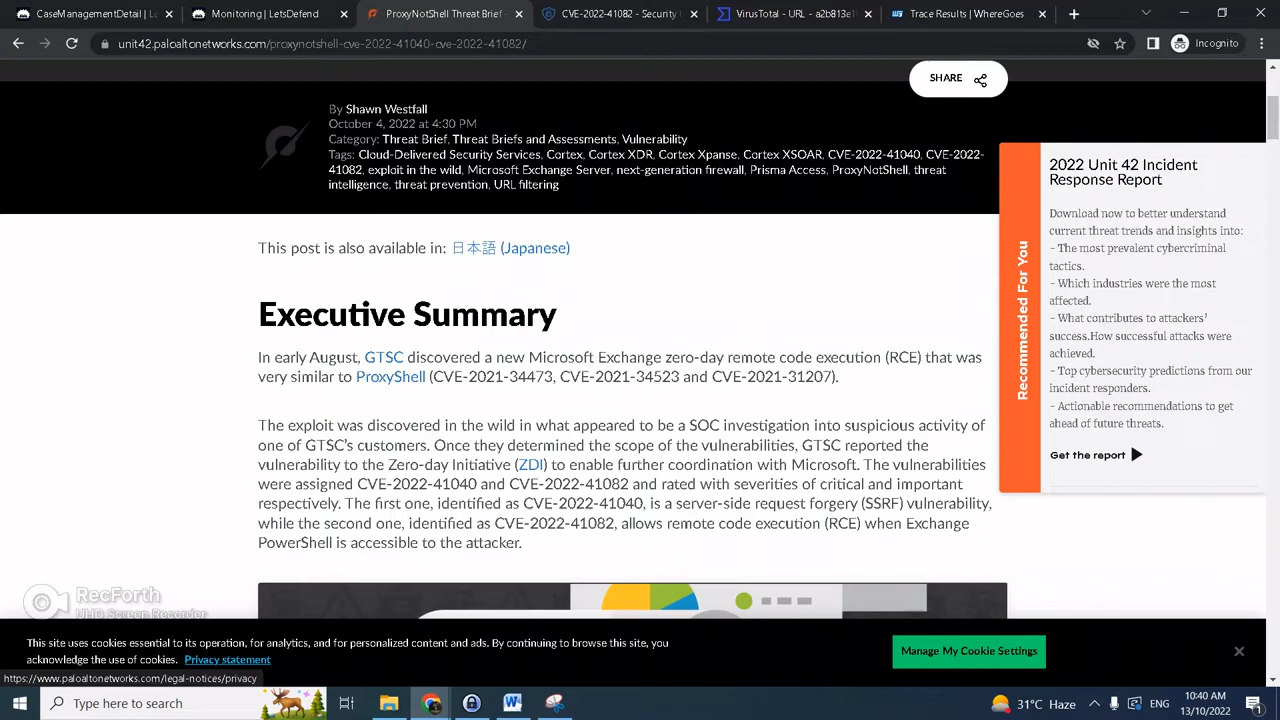 CaseManagementDetail | Le
Monitoring | LetsDefend
ProxyNotShell Threat Brief -
CVE-2022-41082 - Security U
VirusTotal - URL - a2b813e1
Trace Results | WhereGoes
unit42.paloaltonetworks.com/proxynotshell-cve-2022-41040-cve-2022-41082/
Incognito
SHARE
By Shawn Westfall
October 4, 2022 at 4:30 PM
Category: Threat Brief, Threat Briefs and Assessments, Vulnerability
Tags: Cloud-Delivered Security Services, Cortex, Cortex XDR, Cortex Xpanse, Cortex XSOAR, CVE-2022-41040, CVE-2022-
41082, exploit in the wild, Microsoft Exchange Server, next-generation firewall, Prisma Access, ProxyNotShell, threat
intelligence, threat prevention, URL filtering
This post is also available in: 日本語 (Japanese)
Executive Summary
In early August, GTSC discovered a new Microsoft Exchange zero-day remote code execution (RCE) that was
very similar to ProxyShell (CVE-2021-34473, CVE-2021-34523 and CVE-2021-31207).
The exploit was discovered in the wild in what appeared to be a SOC investigation into suspicious activity of
one of GTSC's customers. Once they determined the scope of the vulnerabilities, GTSC reported the
vulnerability to the Zero-day Initiative (ZDI) to enable further coordination with Microsoft. The vulnerabilities
were assigned CVE-2022-41040 and CVE-2022-41082 and rated with severities of critical and important
respectively. The first one, identified as CVE-2022-41040, is a server-side request forgery (SSRF) vulnerability,
while the second one, identified as CVE-2022-41082, allows remote code execution (RCE) when Exchange
PowerShell is accessible to the attacker.
Recommended For You
2022 Unit 42 Incident
Response Report
Download now to better understand
current threat trends and insights into:
- The most prevalent cybercriminal
tactics.
- Which industries were the most
affected.
- What contributes to attackers'
success.How successful attacks were
achieved.
- Top cybersecurity predictions from our
incident responders.
- Actionable recommendations to get
ahead of future threats.
Get the report
RecForth
UHD Screen Recorder
This site uses cookies essential to its operation, for analytics, and for personalized content and ads. By continuing to browse this site, you
acknowledge the use of cookies. Privacy statement
Manage My Cookie Settings
https://www.paloaltonetworks.com/legal-notices/privacy
Type here to search
31°C Haze
ENG
10:40 AM
13/10/2022
1